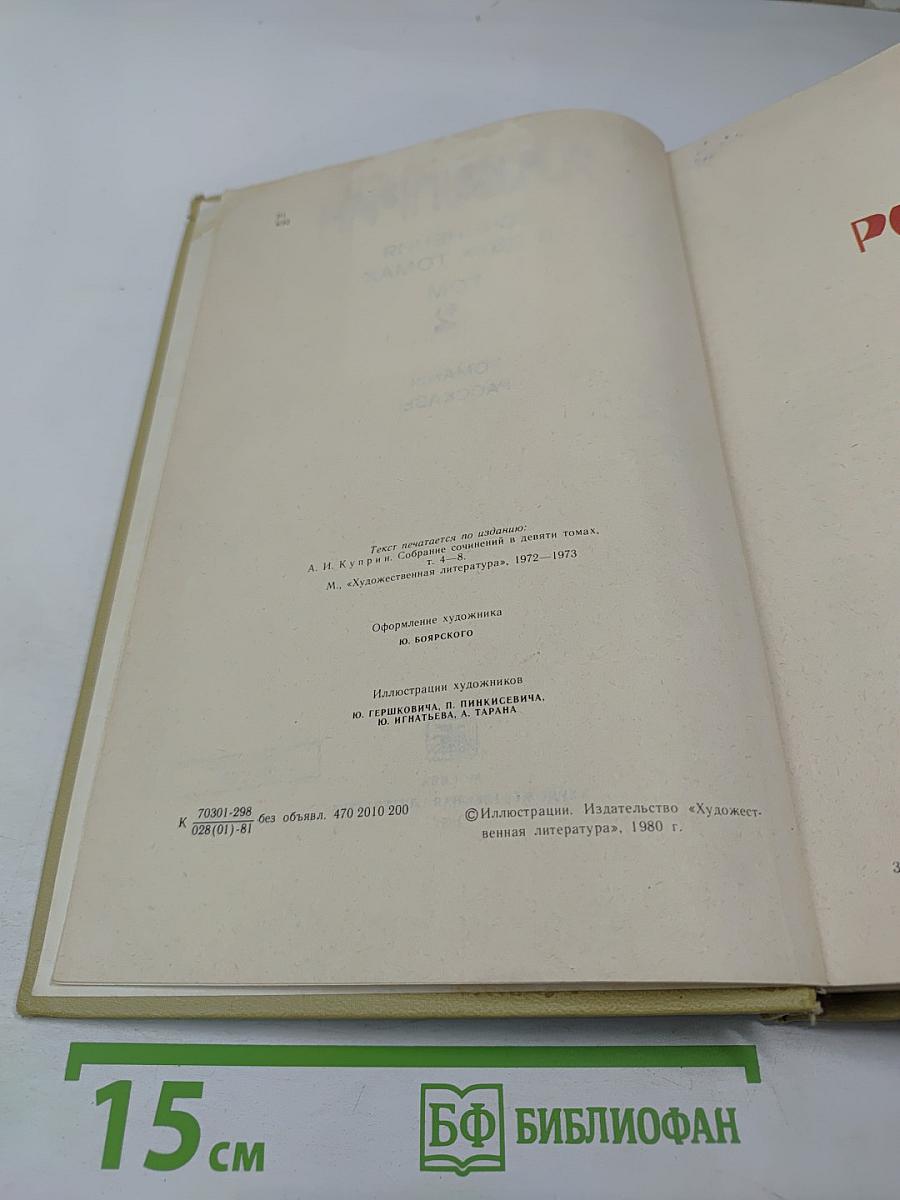 Р2
К92
Текст печатается по изданию:
А. И. Куприн. Собрание сочинений в девяти томах,
т. 4—8.
М., «Художественная литература», 1972—1973
Оформление художника
Ю. БОЯРСКОГО
Иллюстрации художников
Ю. ГЕРШКОВИЧА, П. ПИНКИСЕВИЧА,
Ю. ИГНАТЬЕВА, А. ТАРАНА
К 70301-298
028(01)-81 без объявл. 470 2010 200
©Иллюстрации. Издательство «Художест-
венная литература», 1980 г.
15 см
БФ БИБЛИОФАН